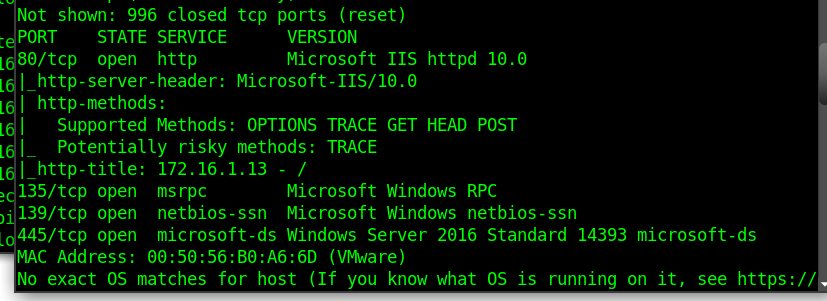 Not shown: 996 closed tcp ports (reset)
PORT    STATE SERVICE      VERSION
80/tcp  open  http         Microsoft IIS httpd 10.0
|_http-server-header: Microsoft-IIS/10.0
| http-methods:
|   Supported Methods: OPTIONS TRACE GET HEAD POST
|_  Potentially risky methods: TRACE
|_http-title: 172.16.1.13 - /
135/tcp open  msrpc        Microsoft Windows RPC
139/tcp open  netbios-ssn  Microsoft Windows netbios-ssn
445/tcp open  microsoft-ds Windows Server 2016 Standard 14393 microsoft-ds
MAC Address: 00:50:56:B0:A6:6D (VMware)
No exact OS matches for host (If you know what OS is running on it, see https://